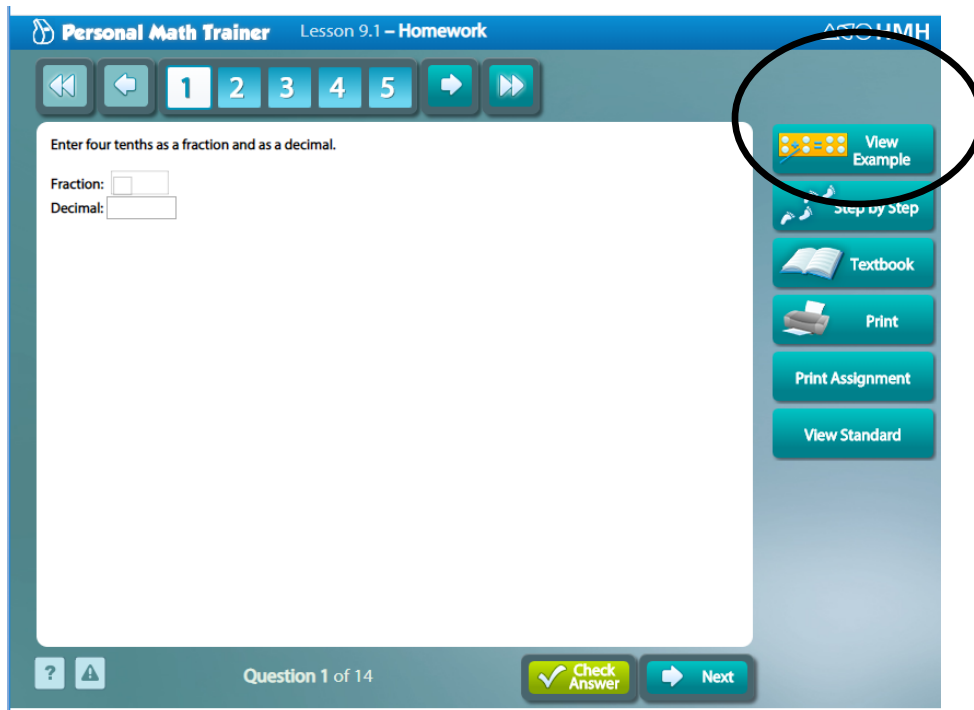 Personal Math Trainer Lesson 9.1 – Homework HMH
1 2 3 4 5
Enter four tenths as a fraction and as a decimal.
Fraction:
Decimal:
View
Example
Step by Step
Textbook
Print
Print Assignment
View Standard
? Question 1 of 14
Check
Answer
Next